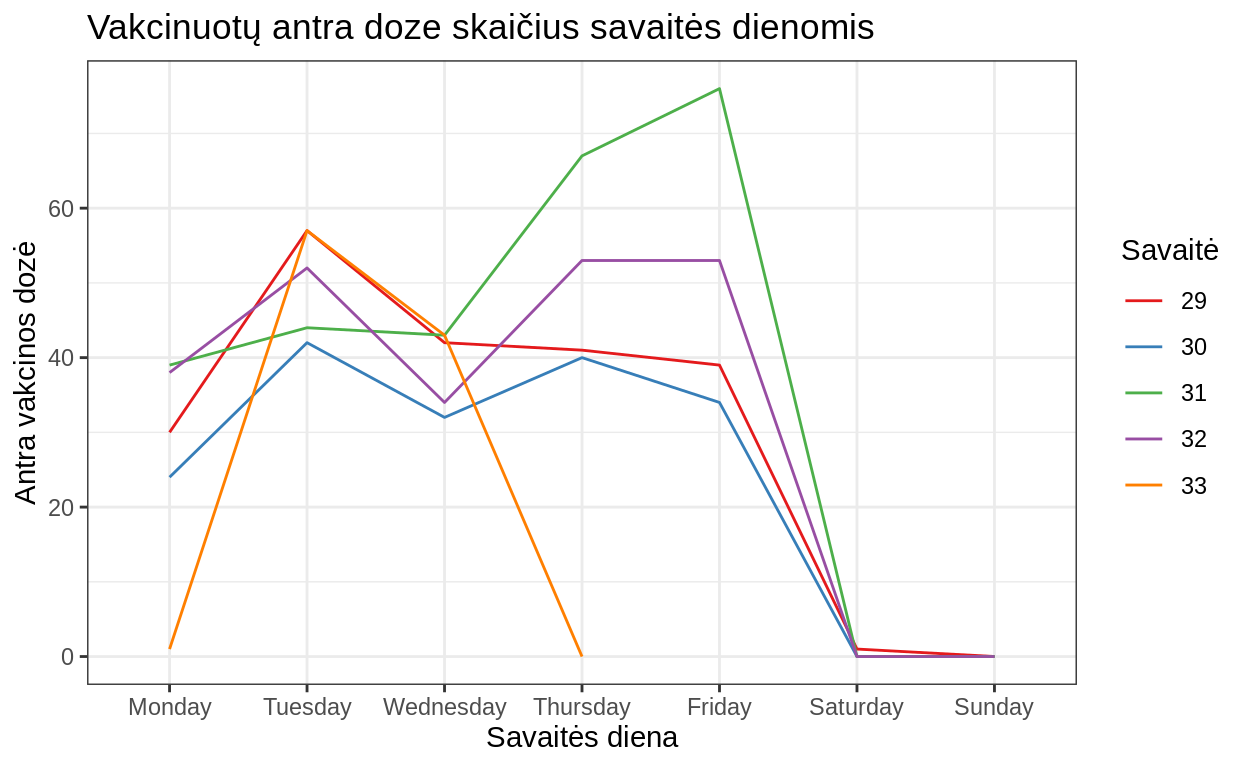 Vakcinuotų antra doze skaičius savaitės dienomis
Antra vakcinos dozė
60
40
20
0
Monday Tuesday Wednesday Thursday Friday Saturday Sunday
Savaitės diena
Savaitė
29
30
31
32
33